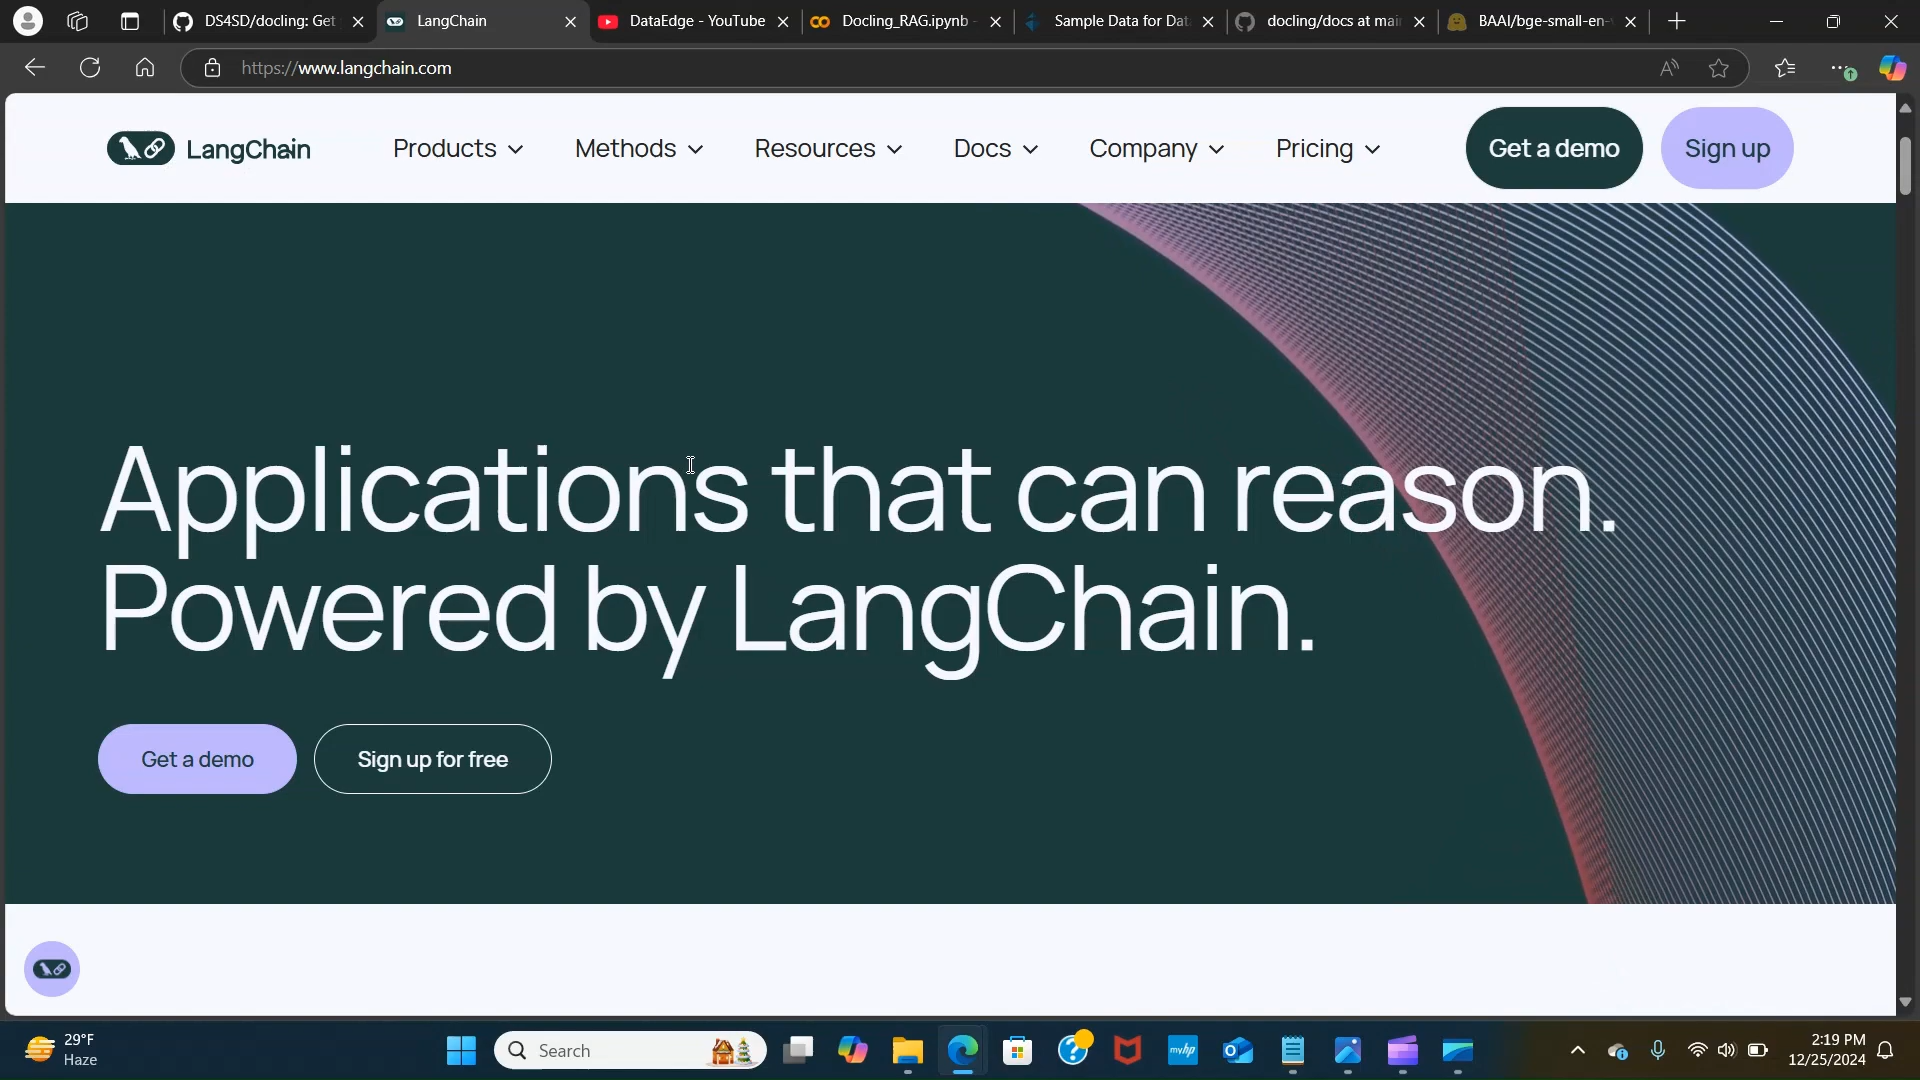 DS4SD/docling: Get
LangChain
DataEdge - YouTube
Docling_RAG.ipynb -
Sample Data for Dat
docling/docs at mai
BAAI/bge-small-en-
https://www.langchain.com
LangChain
Products
Methods
Resources
Docs
Company
Pricing
Get a demo
Sign up
Applications that can reason.
Powered by LangChain.
Get a demo
Sign up for free
29°F
Haze
Search
myhp
2:19 PM
12/25/2024